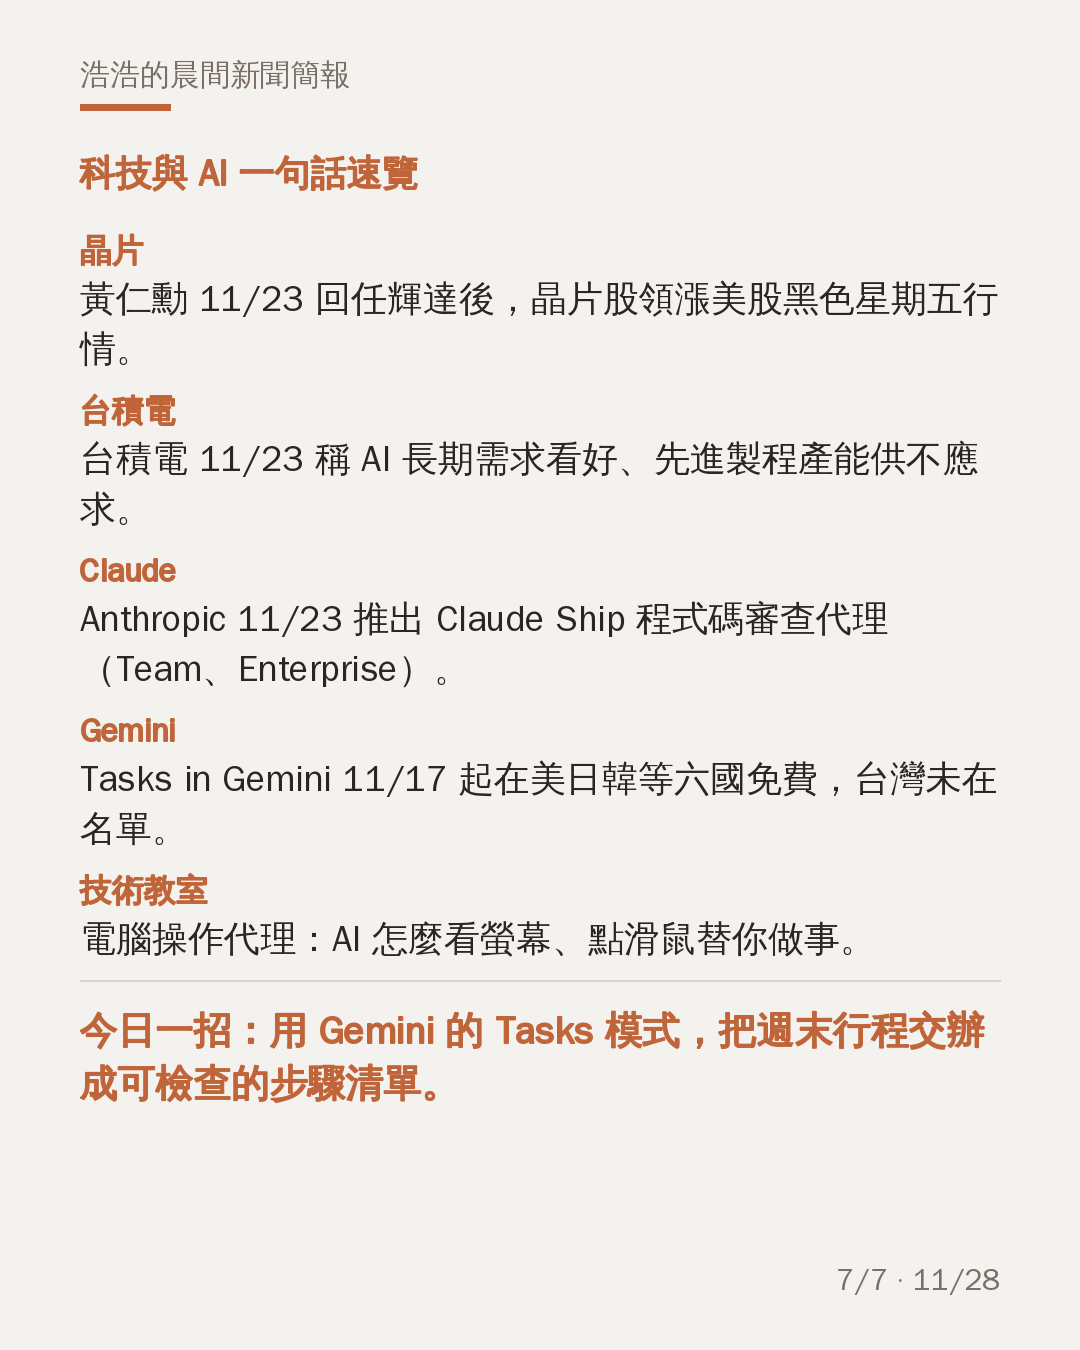 浩浩的晨間新聞簡報
科技與 AI 一句話速覽
晶片
黃仁勳 11/23 回任輝達後，晶片股領漲美股黑色星期五行
情。
台積電
台積電 11/23 稱 AI 長期需求看好、先進製程產能供不應
求。
Claude
Anthropic 11/23 推出 Claude Ship 程式碼審查代理
（Team、Enterprise）。
Gemini
Tasks in Gemini 11/17 起在美日韓等六國免費，台灣未在
名單。
技術教室
電腦操作代理：AI 怎麼看螢幕、點滑鼠替你做事。
今日一招：用 Gemini 的 Tasks 模式，把週末行程交辦
成可檢查的步驟清單。
7/7 · 11/28